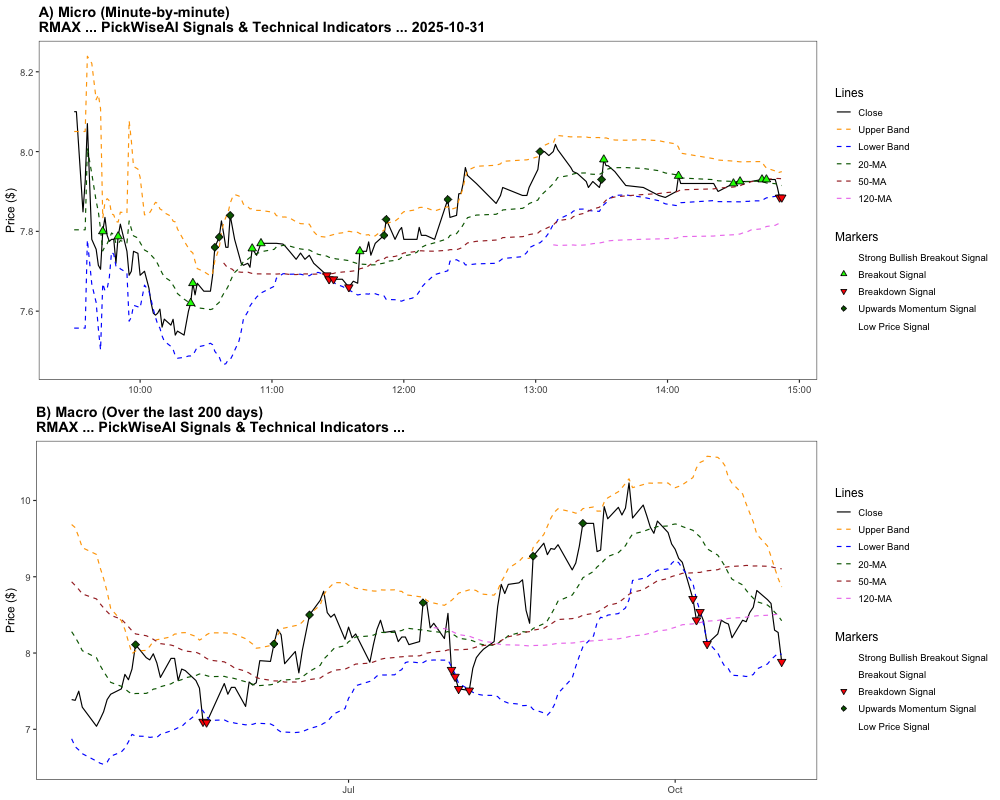 A) Micro (Minute-by-minute)
RMAX ... PickWiseAI Signals & Technical Indicators ... 2025-10-31
Price ($)
8.2
8.0
7.8
7.6
10:00
11:00
12:00
13:00
14:00
15:00
Lines
Close
Upper Band
Lower Band
20-MA
50-MA
120-MA
Markers
Strong Bullish Breakout Signal
Breakout Signal
Breakdown Signal
Upwards Momentum Signal
Low Price Signal
B) Macro (Over the last 200 days)
RMAX ... PickWiseAI Signals & Technical Indicators ...
Price ($)
10
9
8
7
Jul
Oct
Lines
Close
Upper Band
Lower Band
20-MA
50-MA
120-MA
Markers
Strong Bullish Breakout Signal
Breakout Signal
Breakdown Signal
Upwards Momentum Signal
Low Price Signal